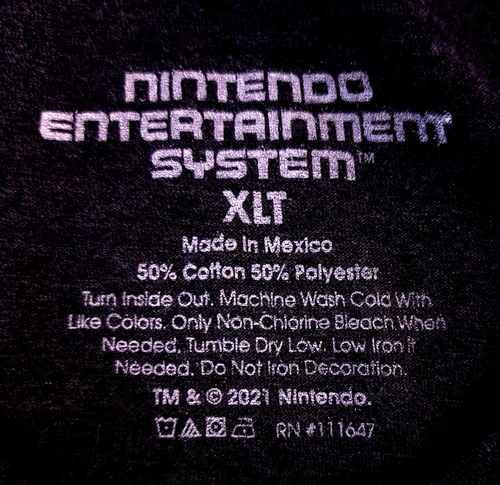 NINTENDO
ENTERTAINMENT
SYSTEM™
XLT
Made In Mexico
50% Cotton 50% Polyester
Turn Inside Out. Machine Wash Cold With
Like Colors. Only Non-Chlorine Bleach When
Needed. Tumble Dry Low. Low Iron If
Needed. Do Not Iron Decoration.
TM & © 2021 Nintendo.
RN #111647